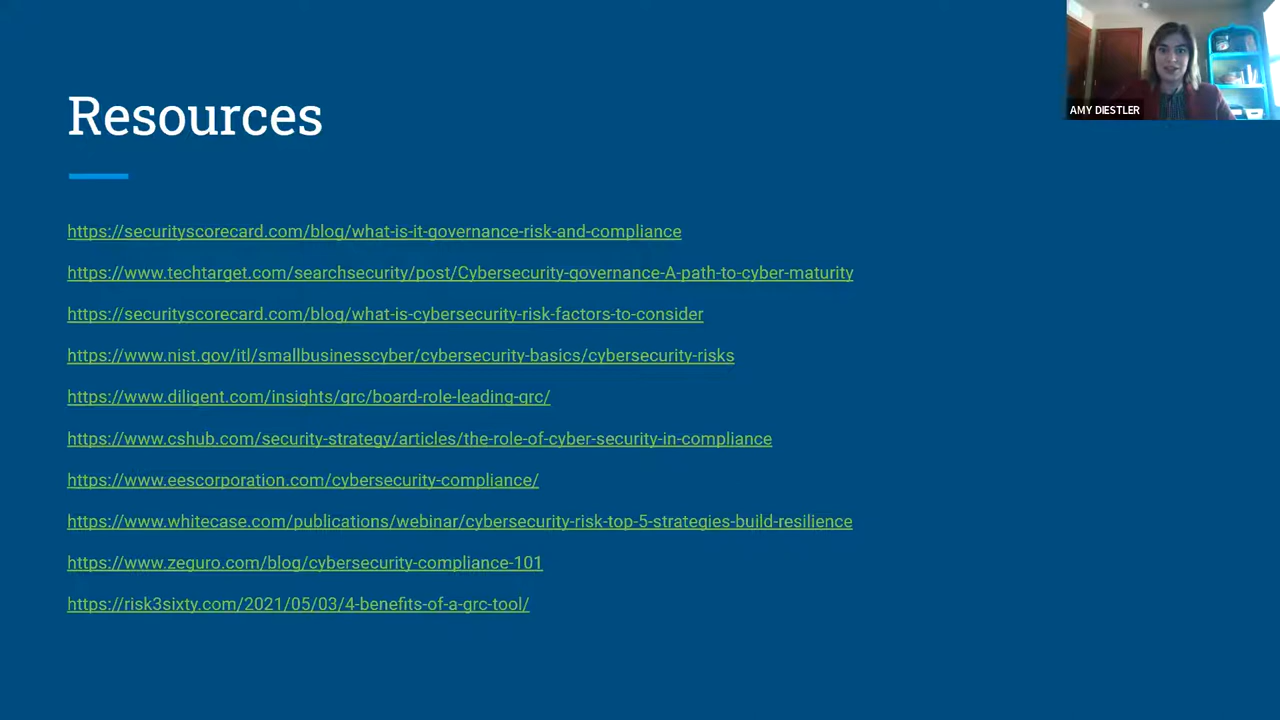 AMY DIESTLER
Resources
https://securityscorecard.com/blog/what-is-it-governance-risk-and-compliance
https://www.techtarget.com/searchsecurity/post/Cybersecurity-governance-A-path-to-cyber-maturity
https://securityscorecard.com/blog/what-is-cybersecurity-risk-factors-to-consider
https://www.nist.gov/itl/smallbusinesscyber/cybersecurity-basics/cybersecurity-risks
https://www.diligent.com/insights/grc/board-role-leading-grc/
https://www.cshub.com/security-strategy/articles/the-role-of-cyber-security-in-compliance
https://www.eescorporation.com/cybersecurity-compliance/
https://www.whitecase.com/publications/webinar/cybersecurity-risk-top-5-strategies-build-resilience
https://www.zeguro.com/blog/cybersecurity-compliance-101
https://risk3sixty.com/2021/05/03/4-benefits-of-a-grc-tool/